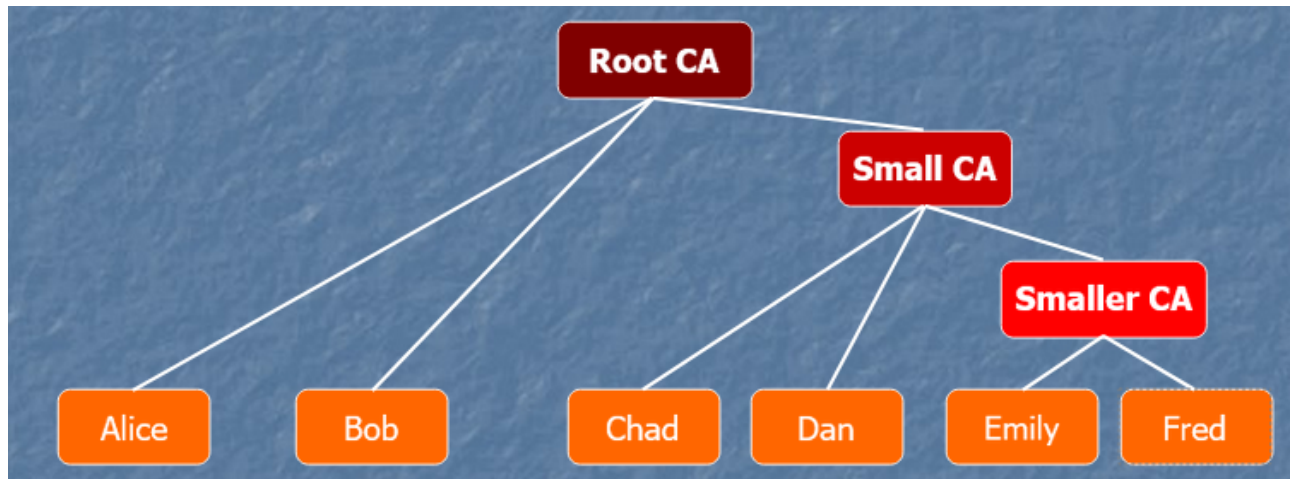 Root CA
Small CA
Smaller CA
Alice
Bob
Chad
Dan
Emily
Fred